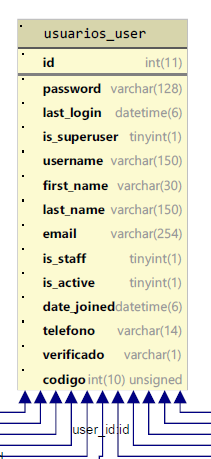 usuarios_user
id int(11)
password varchar(128)
last_login datetime(6)
is_superuser tinyint(1)
username varchar(150)
first_name varchar(30)
last_name varchar(150)
email varchar(254)
is_staff tinyint(1)
is_active tinyint(1)
date_joined datetime(6)
telefono varchar(14)
verificado varchar(1)
codigo int(10) unsigned
user_id:id